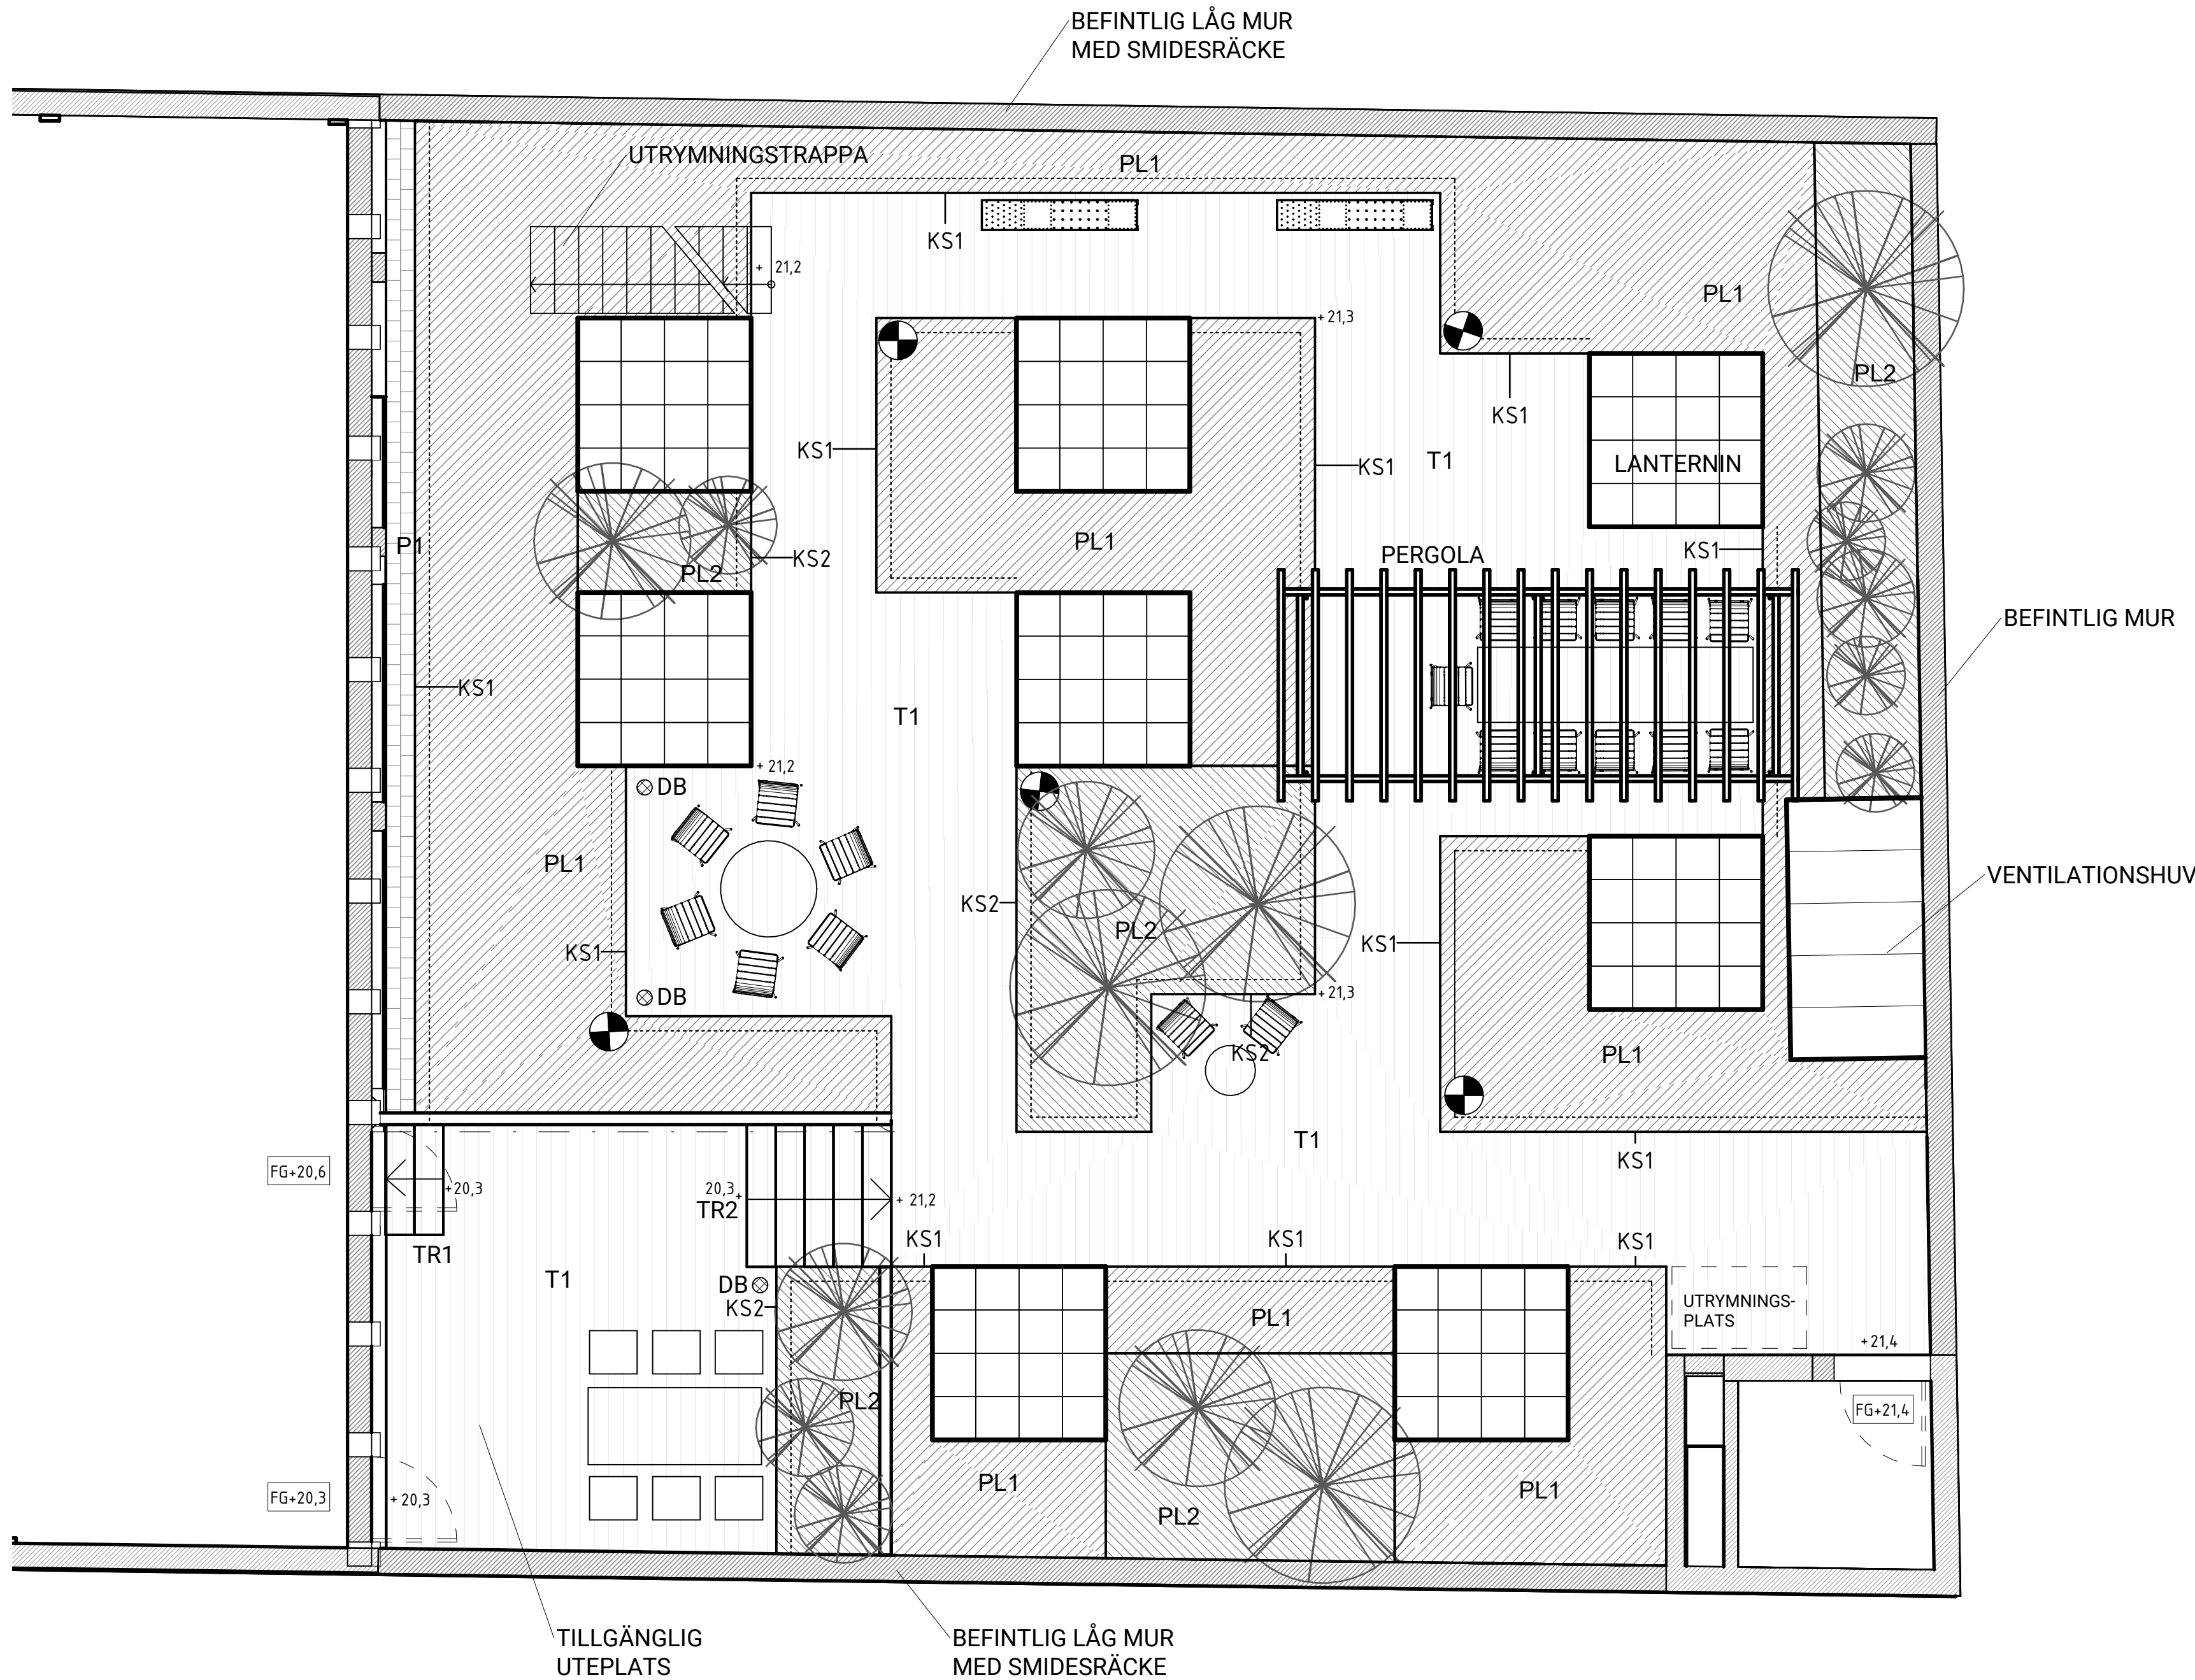 BEFINTLIG LÅG MUR
MED SMIDESRÄCKE
UTRYMNINGSTRAPPA
PL1
KS1
+ 21,2
PL1
+21,3
PL2
KS1
KS1
KS1
T1
LANTERNIN
P1
PL1
KS2
PERGOLA
KS1
PL2
BEFINTLIG MUR
KS1
T1
+ 21,2
DB
PL1
VENTILATIONSHUV
KS2
PL2
KS1
KS1
DB
+21,3
KS2
PL1
T1
KS1
FG+20,6
+20,3
20,3+
TR2
+ 21,2
TR1
KS1
KS1
KS1
T1
DB
KS2
PL1
UTRYMNINGS-
PLATS
+21,4
PL2
FG+21,4
PL1
PL1
FG+20,3
+ 20,3
PL2
TILLGÄNGLIG
UTEPLATS
BEFINTLIG LÅG MUR
MED SMIDESRÄCKE